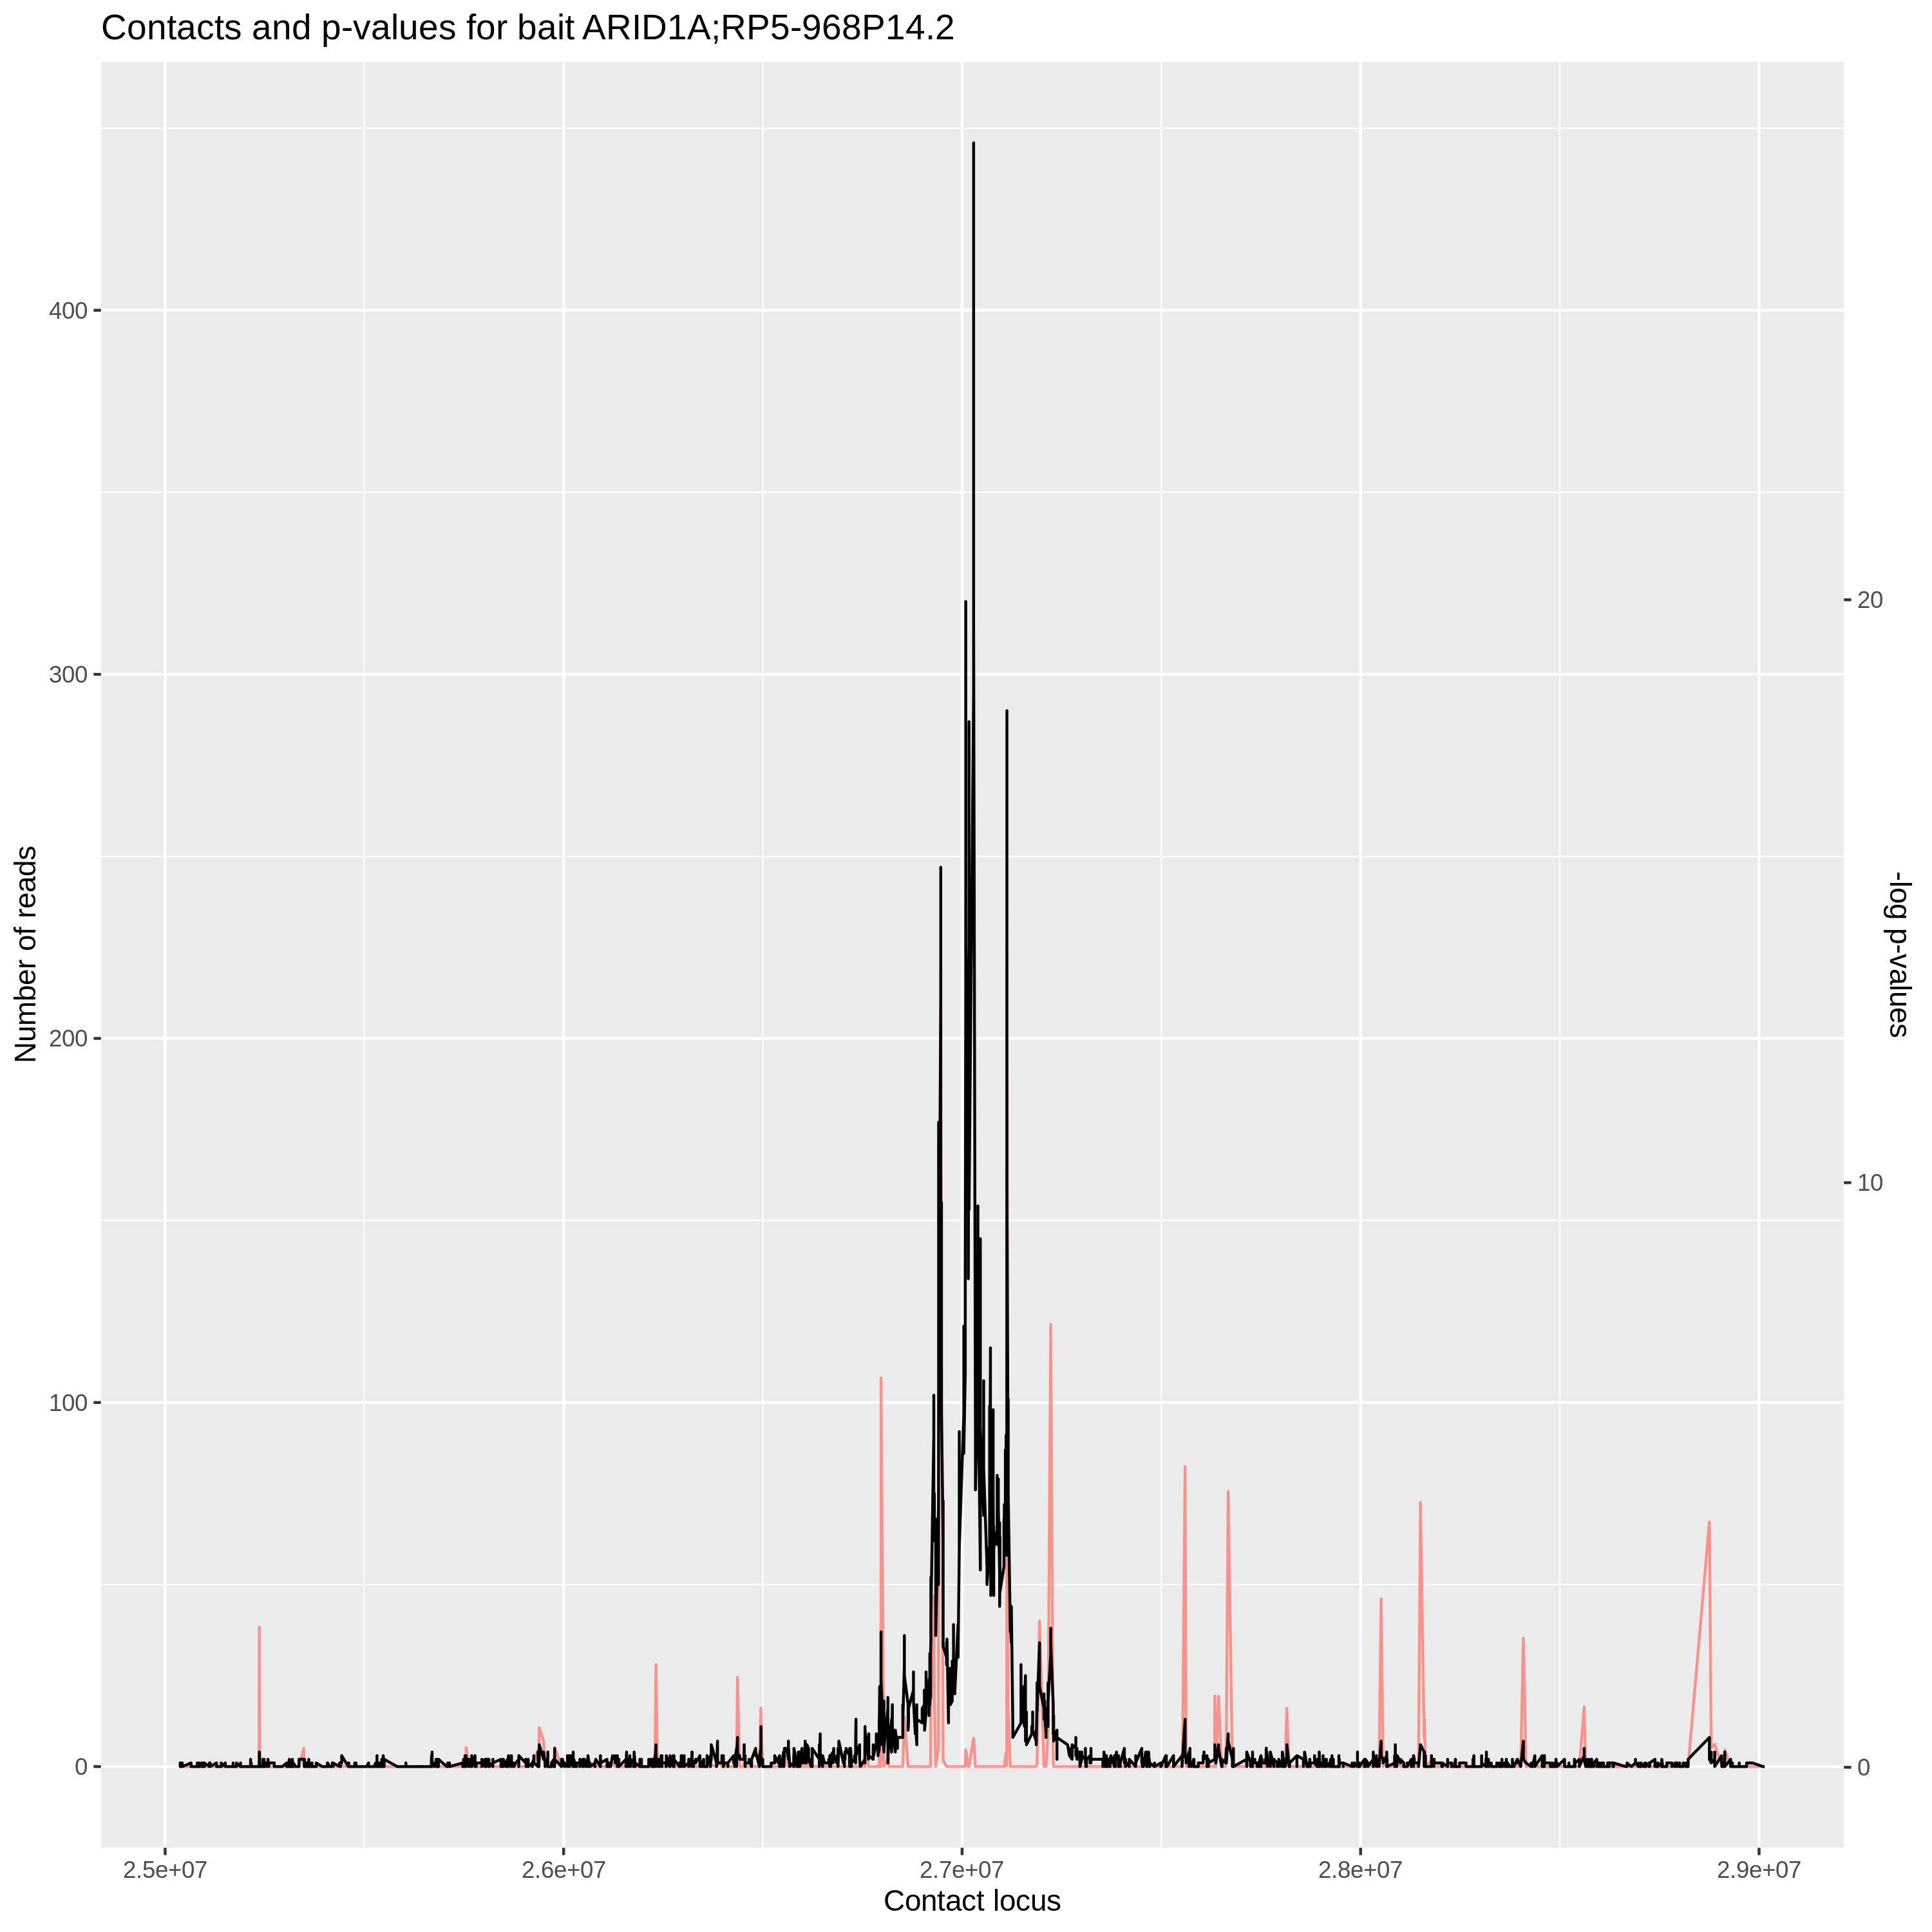 Contacts and p-values for bait ARID1A;RP5-968P14.2
400
300
200
100
0
Number of reads
20
10
0
-log p-values
2.5e+07
2.6e+07
2.7e+07
2.8e+07
2.9e+07
Contact locus